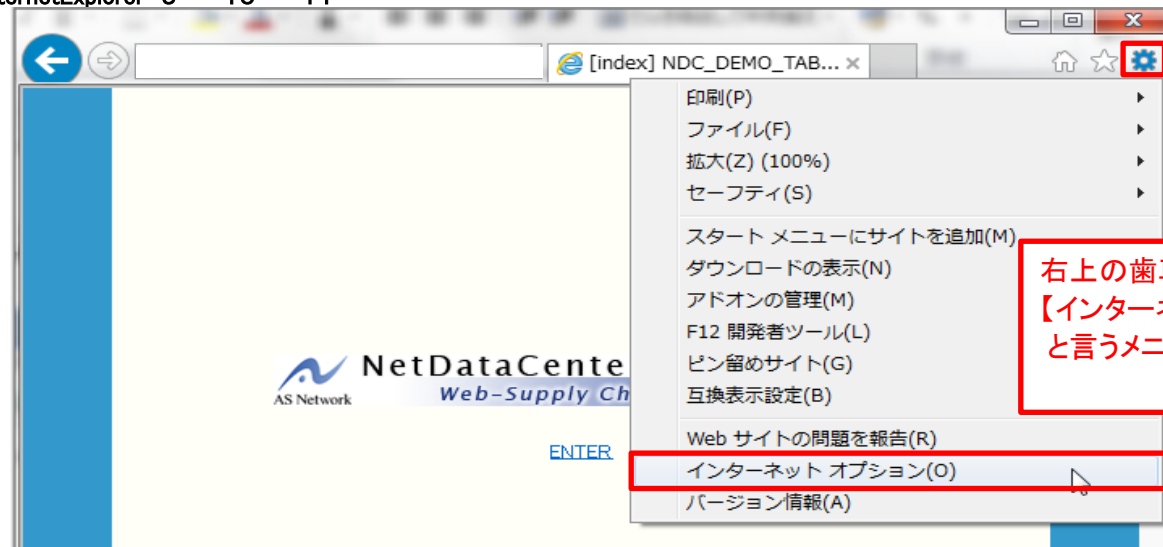 [index] NDC_DEMO_TAB... ×
印刷(P)
ファイル(F)
拡大(Z) (100%)
セーフティ(S)
スタート メニューにサイトを追加(M)
ダウンロードの表示(N)
アドオンの管理(M)
F12 開発者ツール(L)
ピン留めサイト(G)
互換表示設定(B)
Web サイトの問題を報告(R)
インターネット オプション(O)
バージョン情報(A)
右上の歯
【インターネ
と言うメニ
NetDataCente
Web-Supply Ch
AS Network
ENTER